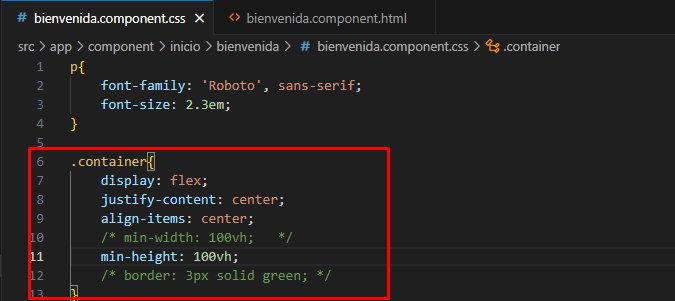 # bienvenida.component.css × <> bienvenida.component.html
src > app > component > inicio > bienvenida > # bienvenida.component.css > .container
1 p{
2 font-family: 'Roboto', sans-serif;
3 font-size: 2.3em;
4 }
5
6 .container{
7 display: flex;
8 justify-content: center;
9 align-items: center;
10 /* min-width: 100vh; */
11 min-height: 100vh;
12 /* border: 3px solid green; */
13 }